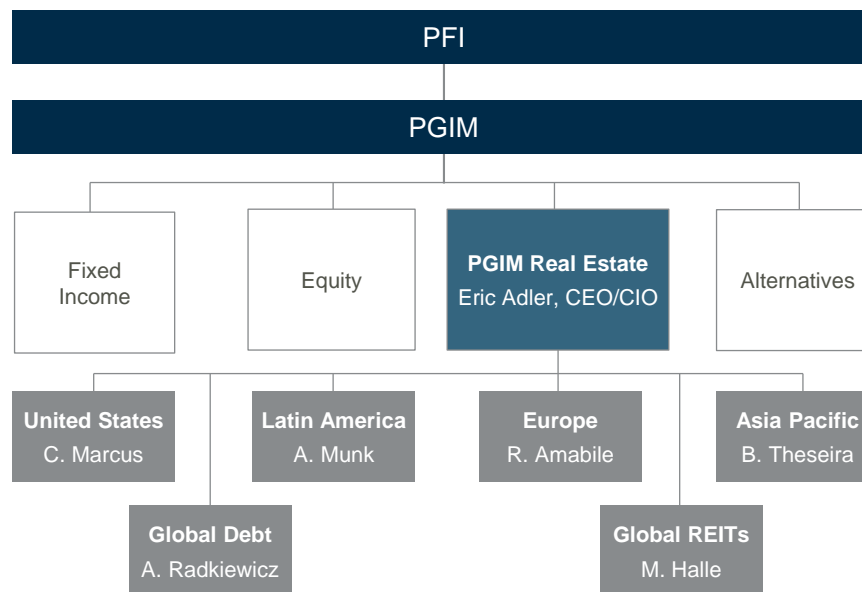 PFI
PGIM
Fixed
Income
Equity
PGIM Real Estate
Eric Adler, CEO/CIO
Alternatives
United States
C. Marcus
Latin America
A. Munk
Europe
R. Amabile
Asia Pacific
B. Theseira
Global Debt
A. Radkiewicz
Global REITs
M. Halle